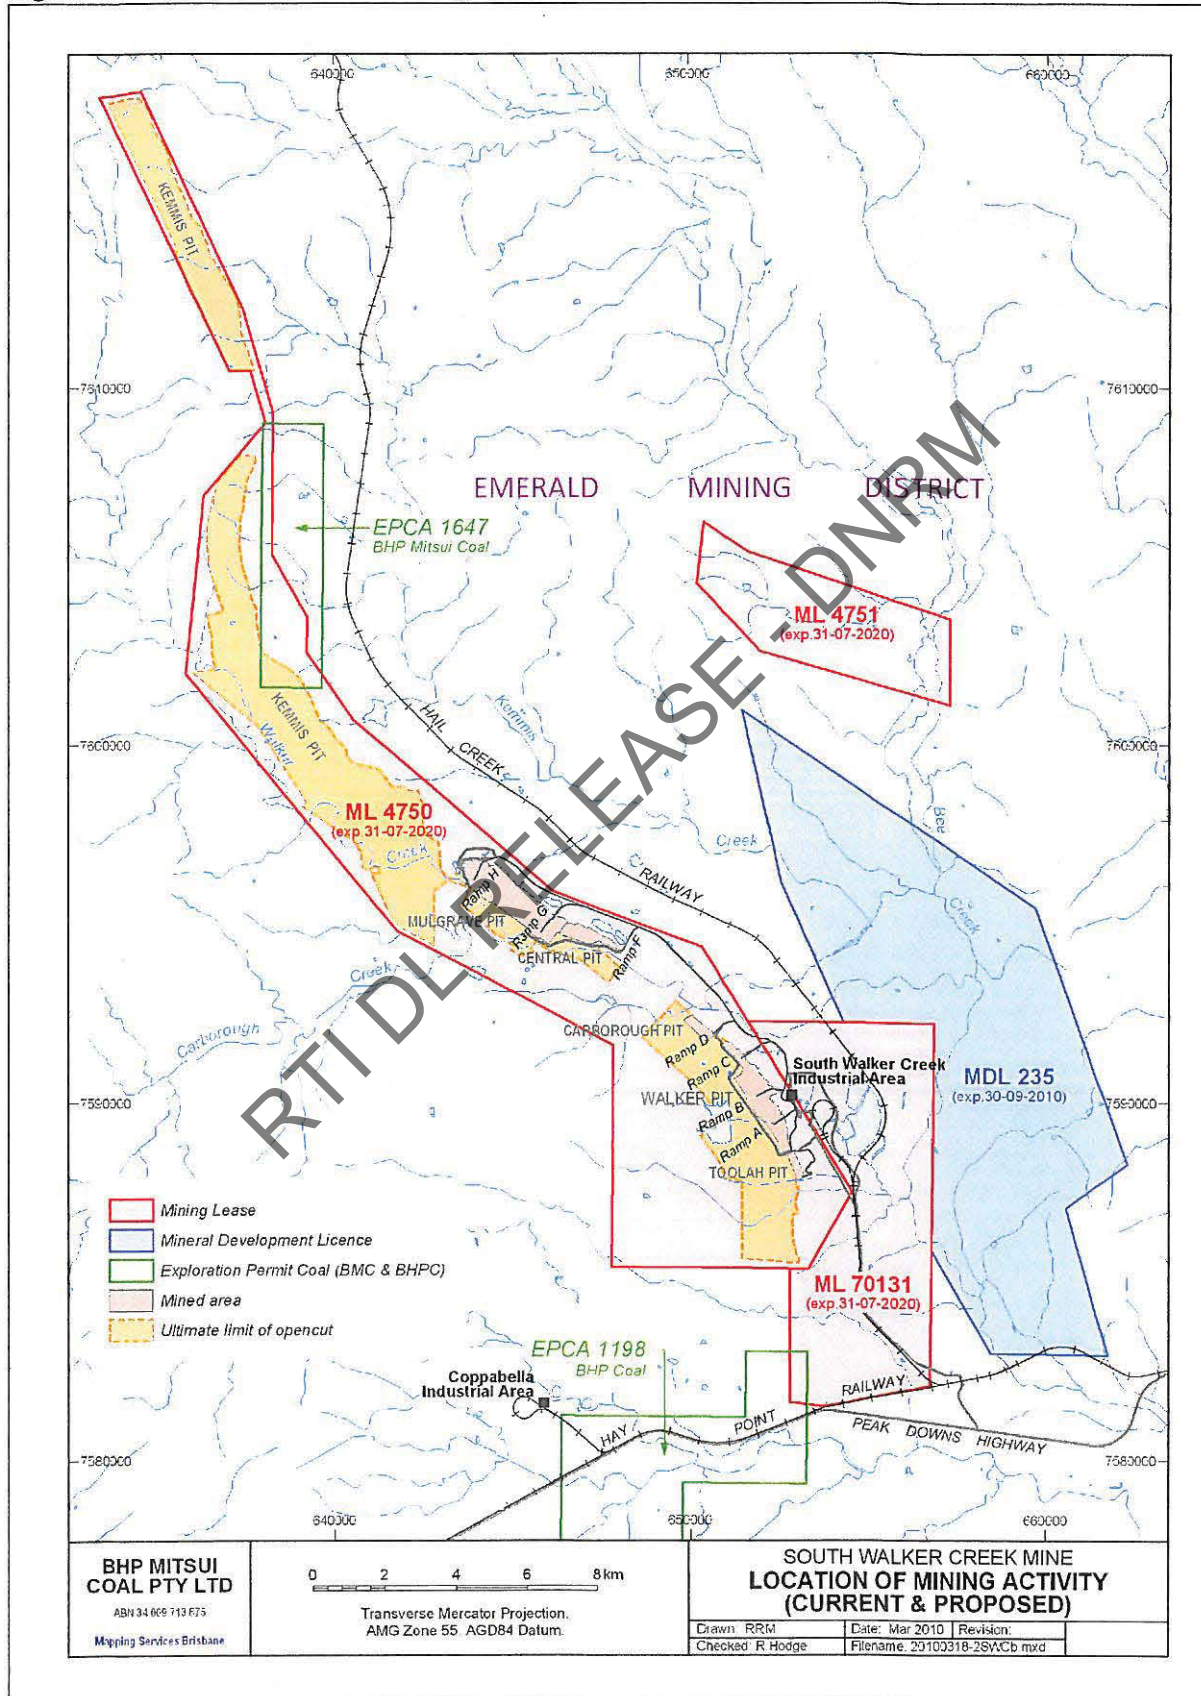 640000
650000
660000
KEMMIS PIT
7610000
7610000
EMERALD MINING DISTRICT
EPCA 1647
BHP Mitsui Coal
ML 4751
(exp.31-07-2020)
HAIL CREEK RAILWAY
Kemmis
Creek
KEMMIS PIT
Walker
Creek
7600000
7600000
ML 4750
(exp.31-07-2020)
Bee
Creek
Ramp H
Ramp G
Ramp F
MULGRAVE PIT
CENTRAL PIT
Carborough
Creek
CARBOROUGH PIT
Ramp D
Ramp C
South Walker Creek
Industrial Area
MDL 235
(exp.30-09-2010)
WALKER PIT
Ramp B
Ramp A
TOOLAH PIT
7590000
7590000
RTI DL RELEASE - DNRM
Mining Lease
Mineral Development Licence
Exploration Permit Coal (BMC & BHPC)
Mined area
Ultimate limit of opencut
ML 70131
(exp.31-07-2020)
EPCA 1198
BHP Coal
Coppabella
Industrial Area
HAY POINT RAILWAY
PEAK DOWNS HIGHWAY
7580000
7580000
640000
650000
660000
BHP MITSUI
COAL PTY LTD
Mapping Services Brisbane
0 2 4 6 8km
Transverse Mercator Projection.
AMG Zone 55. AGD84 Datum.
SOUTH WALKER CREEK MINE
LOCATION OF MINING ACTIVITY
(CURRENT & PROPOSED)
Drawn: RRM
Date: Mar 2010
Revision:
Checked: R Hodge